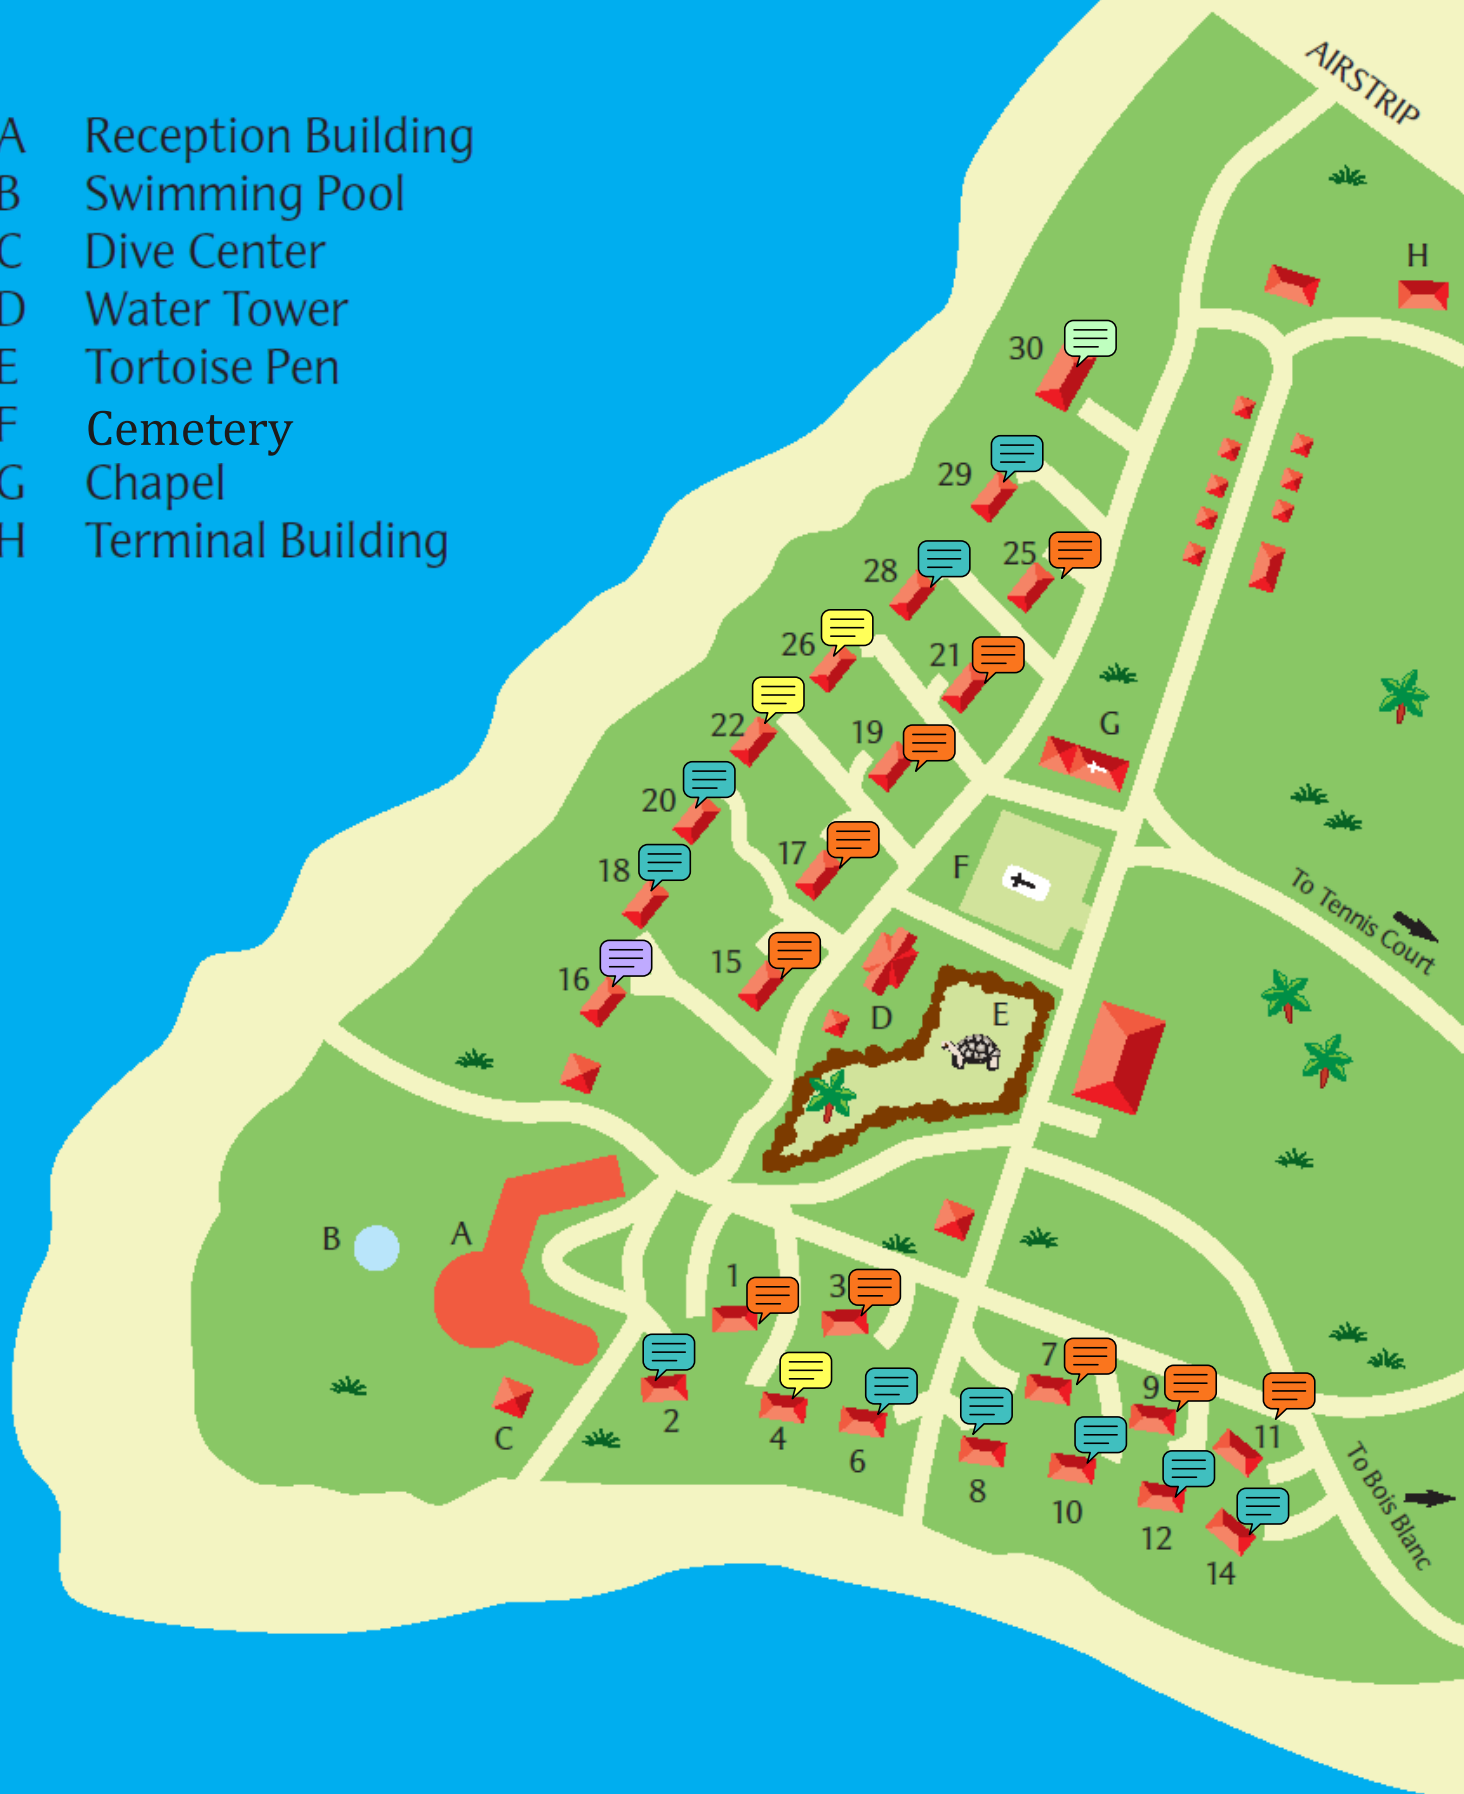 A Reception Building
B Swimming Pool
C Dive Center
D Water Tower
E Tortoise Pen
F Cemetery
G Chapel
H Terminal Building
AIRSTRIP
H
30
29
25
28
26
21
22
19
G
20
17
F
18
To Tennis Court
15
16
D
E
B
A
1
3
7
9
2
4
11
C
6
8
10
12
14
To Bois Blanc